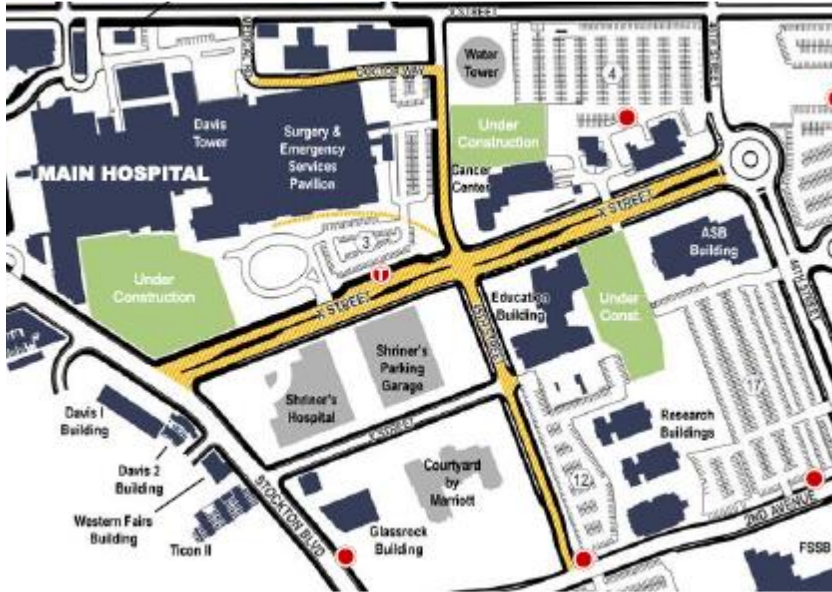 X STREET
Water
Tower
4
DOCTOR WAY
Davis
Tower
Surgery &
Emergency
Services
Pavilion
Under
Construction
MAIN HOSPITAL
Cancer
Center
X STREET
3
ASB
Building
Under
Construction
T
X STREET
Education
Building
Under
Const.
Shriner's
Parking
Garage
Shriner's
Hospital
17
Davis I
Building
Research
Buildings
Davis 2
Building
Courtyard
by
Marriott
12
Western Fairs
Building
STOCKTON BLVD
2ND AVENUE
Ticon II
Glassrock
Building
FSSB